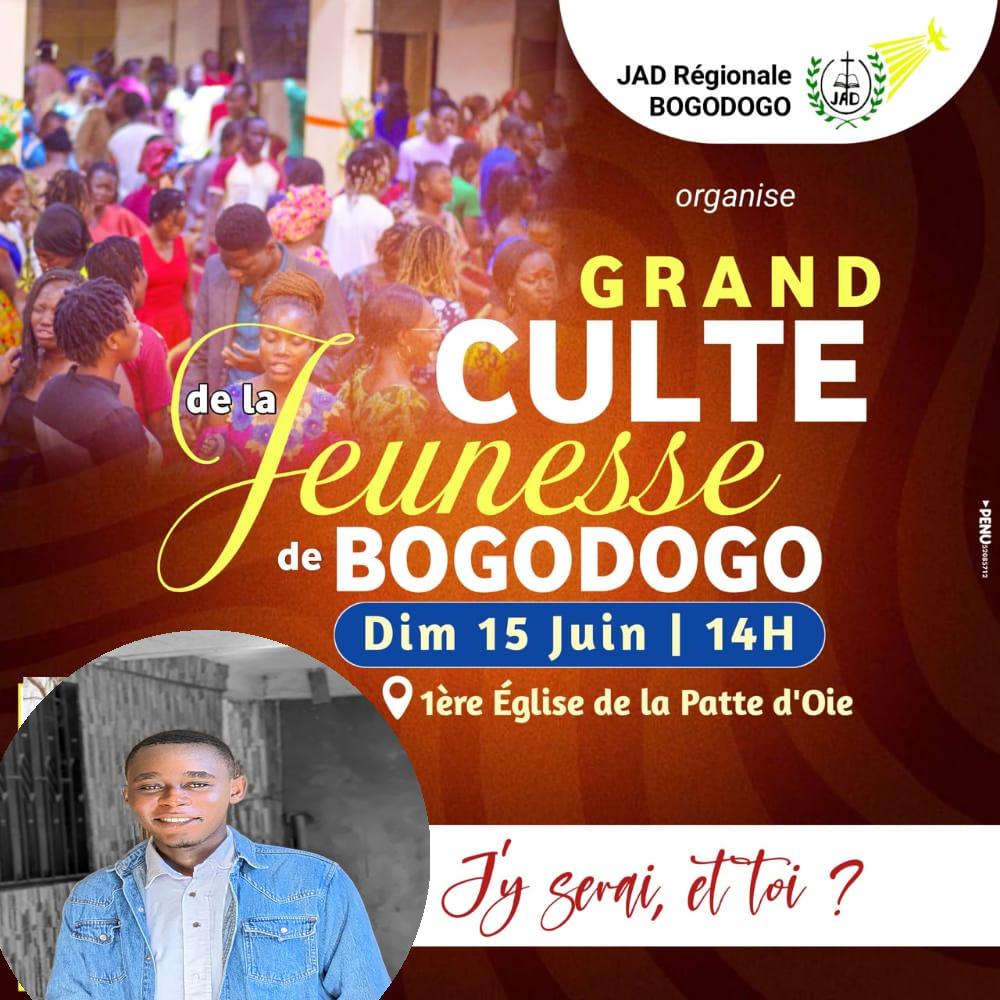 JAD Régionale
BOGODOGO
JAD
organise
GRAND
CULTE
de la
Jeunesse
de BOGODOGO
Dim 15 Juin | 14H
1ère Église de la Patte d'Oie
J'y serai, et toi ?
PENU